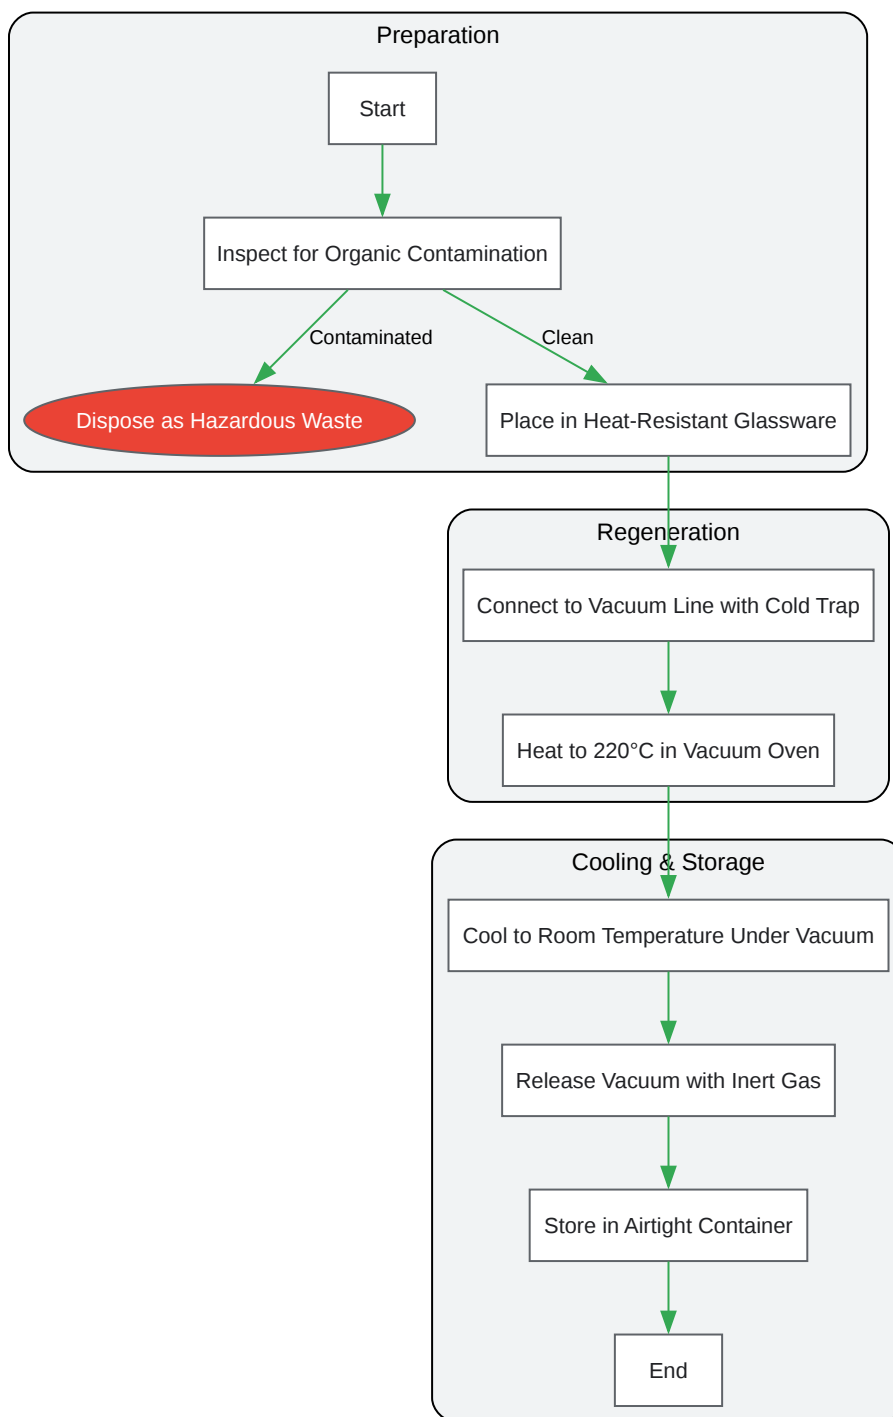 Preparation
Start
Inspect for Organic Contamination
Contaminated
Clean
Dispose as Hazardous Waste
Place in Heat-Resistant Glassware
Regeneration
Connect to Vacuum Line with Cold Trap
Heat to 220°C in Vacuum Oven
Cooling & Storage
Cool to Room Temperature Under Vacuum
Release Vacuum with Inert Gas
Store in Airtight Container
End